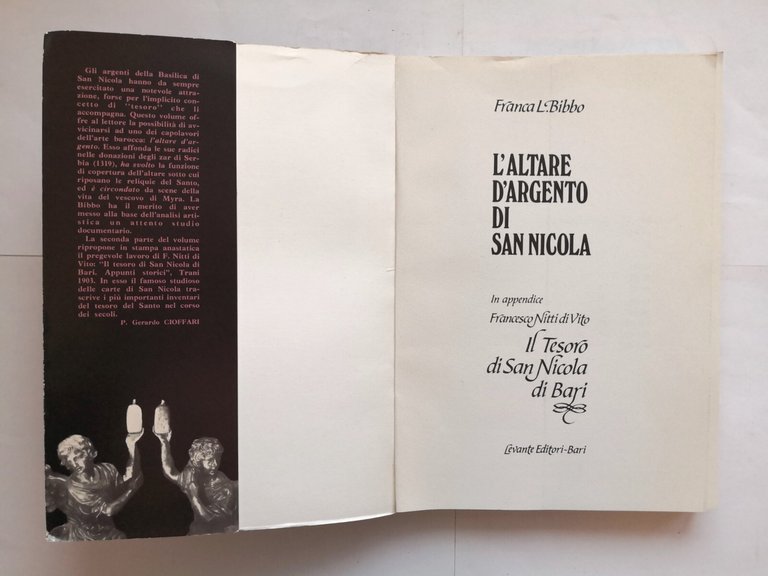 Gli argenti della Basilica di
San Nicola hanno da sempre
esercitato una notevole attra-
zione, forse per l'implicito con-
cetto di "tesoro" che li
accompagna. Questo volume of-
fre al lettore la possibilità di av-
vicinarsi ad uno dei capolavori
dell'arte barocca: l'altare d'ar-
gento. Esso affonda le sue radici
nelle donazioni degli zar di Ser-
bia (1319), ha svolto la funzione
di copertura dell'altare sotto cui
riposano le reliquie del Santo,
ed è circondato da scene della
vita del vescovo di Myra. La
Bibbo ha il merito di aver
messo alla base dell'analisi arti-
stica un attento studio
documentario.
La seconda parte del volume
ripropone in stampa anastatica
il pregevole lavoro di F. Nitti di
Vito: "Il tesoro di San Nicola di
Bari. Appunti storici", Trani
1903. In esso il famoso studioso
delle carte di San Nicola tra-
scrive i più importanti inventari
del tesoro del Santo nel corso
dei secoli.
P. Gerardo CIOFFARI
Franca L. Bibbo
L'ALTARE
D'ARGENTO
DI
SAN NICOLA
In appendice
Francesco Nitti di Vito
Il Tesoro
di San Nicola
di Bari
Levante Editori-Bari